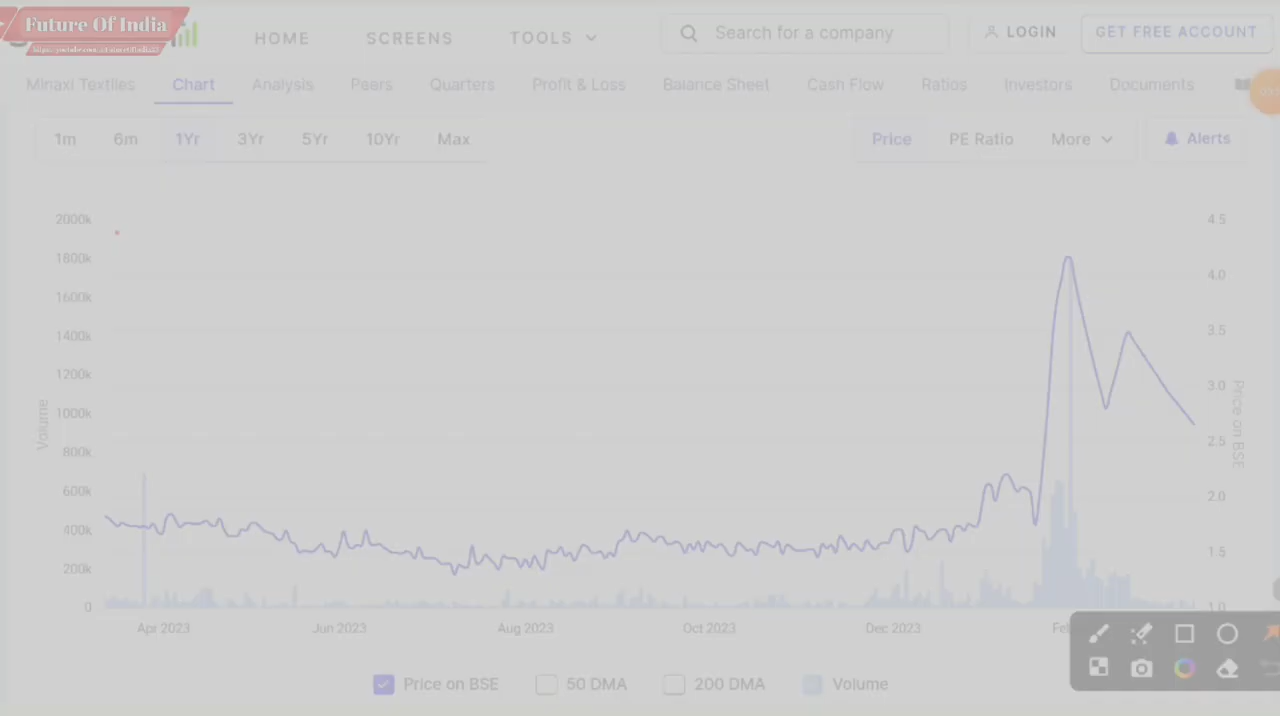 Future Of India
HOME
SCREENS
TOOLS
Search for a company
LOGIN
GET FREE ACCOUNT
Minaxi Textiles
Chart
Analysis
Peers
Quarters
Profit & Loss
Balance Sheet
Cash Flow
Ratios
Investors
Documents
1m
6m
1Yr
3Yr
5Yr
10Yr
Max
Price
PE Ratio
More
Alerts
2000k
1800k
1600k
1400k
1200k
1000k
800k
600k
400k
200k
0
Volume
4.5
4.0
3.5
3.0
2.5
2.0
1.5
1.0
Price on BSE
Apr 2023
Jun 2023
Aug 2023
Oct 2023
Dec 2023
Price on BSE
50 DMA
200 DMA
Volume